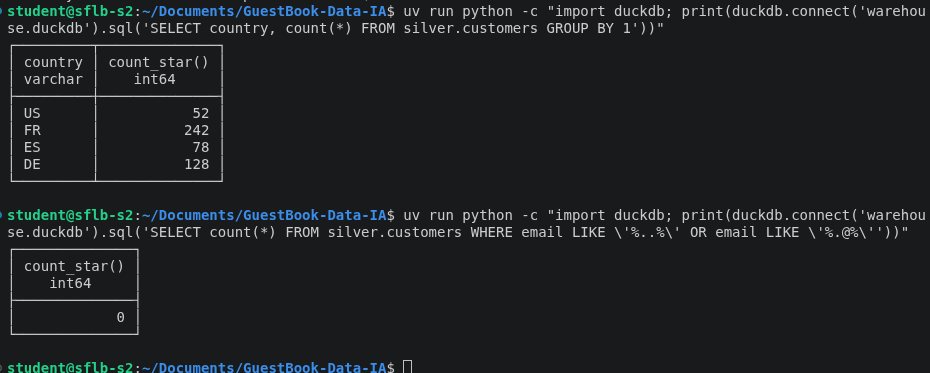 student@sflb-s2:~/Documents/GuestBook-Data-IA$ uv run python -c "import duckdb; print(duckdb.connect('warehou
se.duckdb').sql('SELECT country, count(*) FROM silver.customers GROUP BY 1'))"
country │ count_star()
varchar │ int64
US │ 52
FR │ 242
ES │ 78
DE │ 128
student@sflb-s2:~/Documents/GuestBook-Data-IA$ uv run python -c "import duckdb; print(duckdb.connect('warehou
se.duckdb').sql('SELECT count(*) FROM silver.customers WHERE email LIKE \'%..%\' OR email LIKE \'%.@%\''))"
count_star()
int64
0
student@sflb-s2:~/Documents/GuestBook-Data-IA$